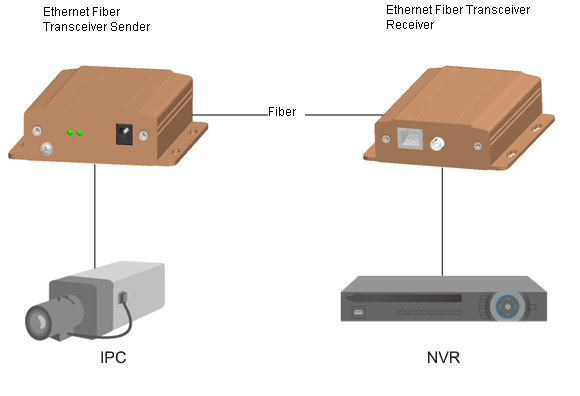 Ethernet Fiber
Transceiver Sender
Ethernet Fiber Transceiver
Receiver
Fiber
IPC
NVR